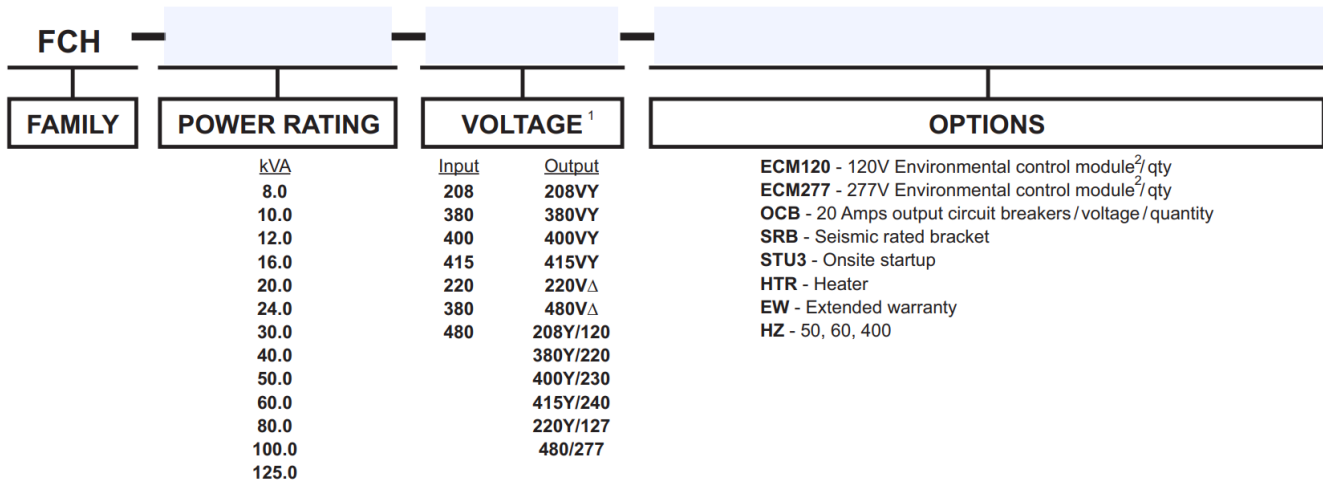 FCH
FAMILY POWER RATING VOLTAGE 1 OPTIONS
kVA
8.0
10.0
12.0
16.0
20.0
24.0
30.0
40.0
50.0
60.0
80.0
100.0
125.0
Input
208
380
400
415
220
380
480
Output
208VY
380VY
400VY
415VY
220VΔ
480VΔ
208Y/120
380Y/220
400Y/230
415Y/240
220Y/127
480/277
ECM120 - 120V Environmental control module2/ qty
ECM277 - 277V Environmental control module2/ qty
OCB - 20 Amps output circuit breakers / voltage / quantity
SRB - Seismic rated bracket
STU3 - Onsite startup
HTR - Heater
EW - Extended warranty
HZ - 50, 60, 400